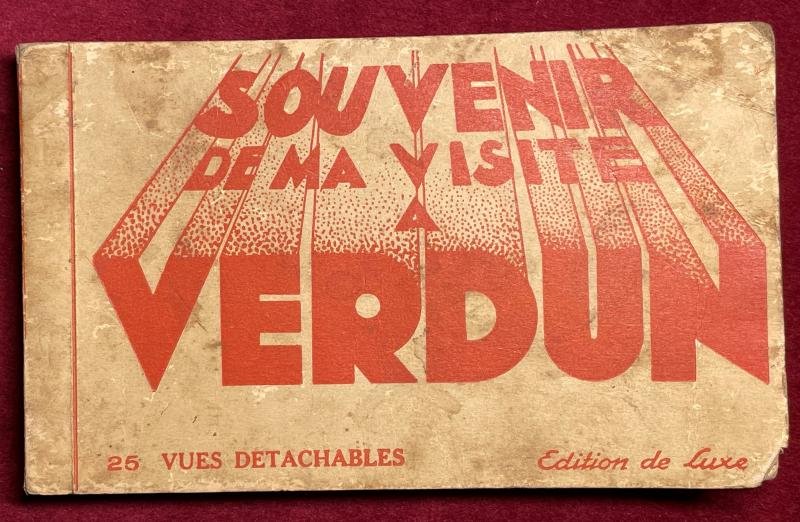 SOUVENIR
DE MA VISITE
A
VERDUN
25 VUES DETACHABLES
Edition de Luxe